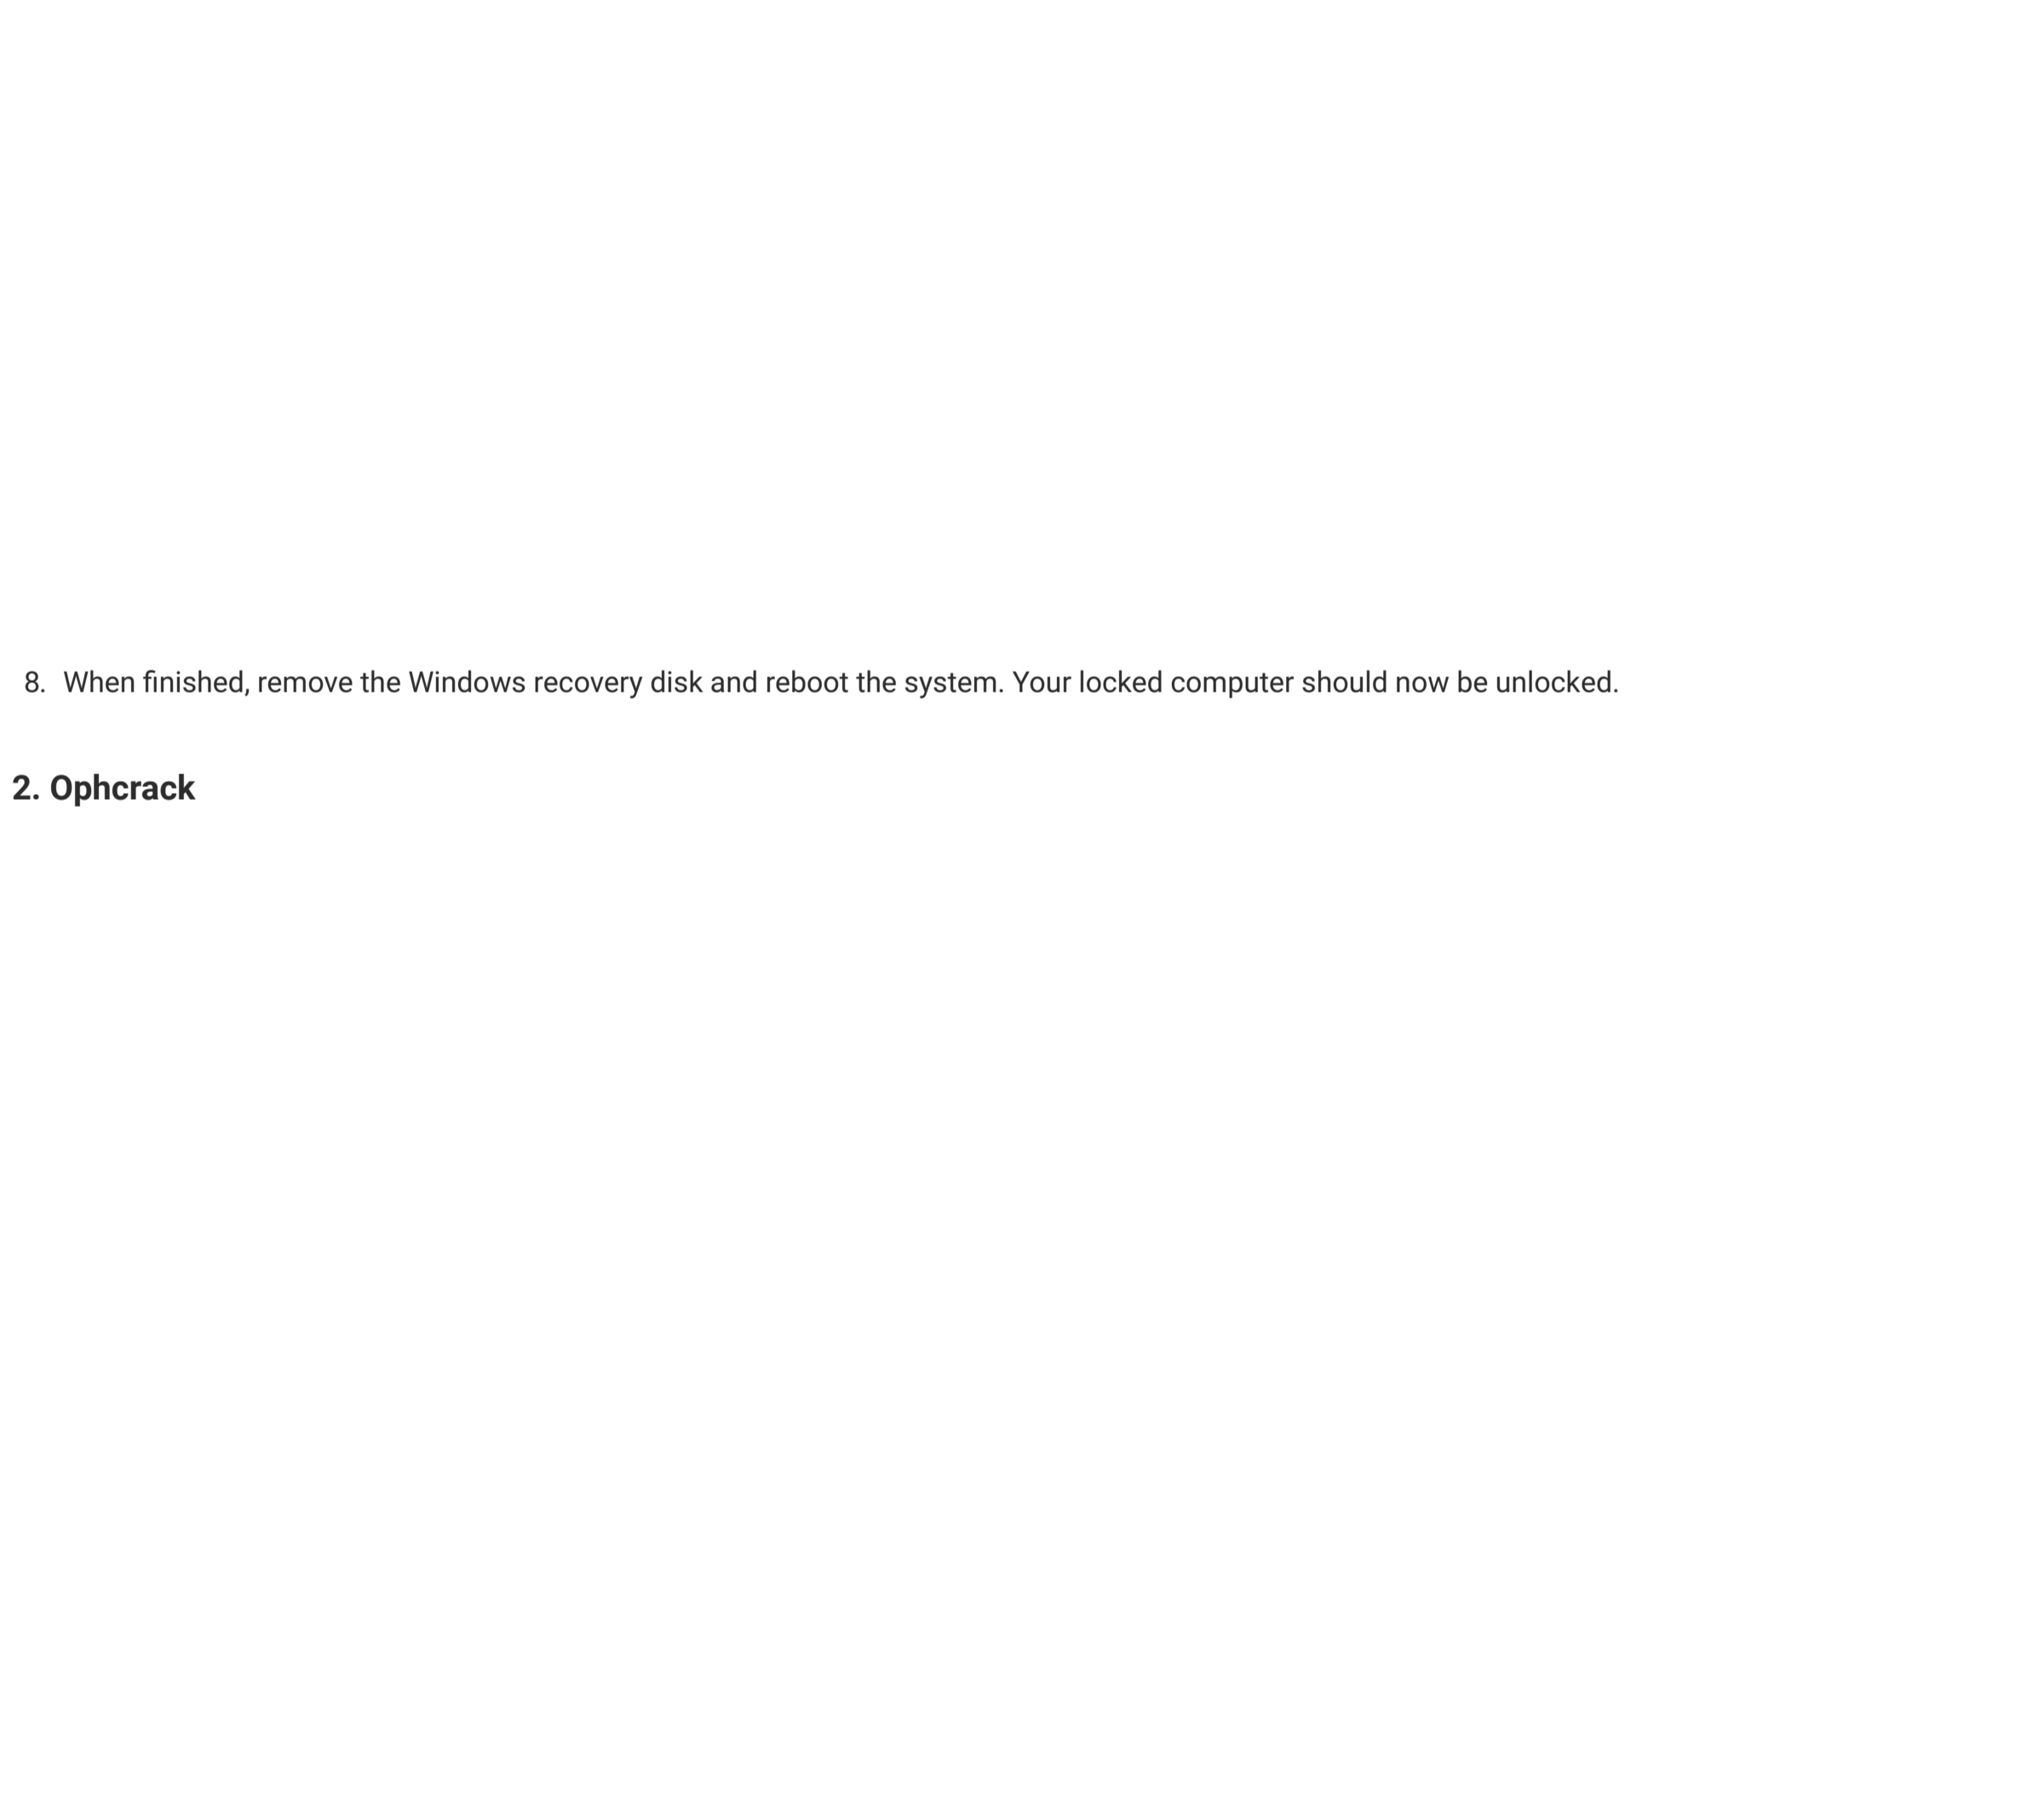 8. When finished, remove the Windows recovery disk and reboot the system. Your locked computer should now be unlocked.
2. Ophcrack